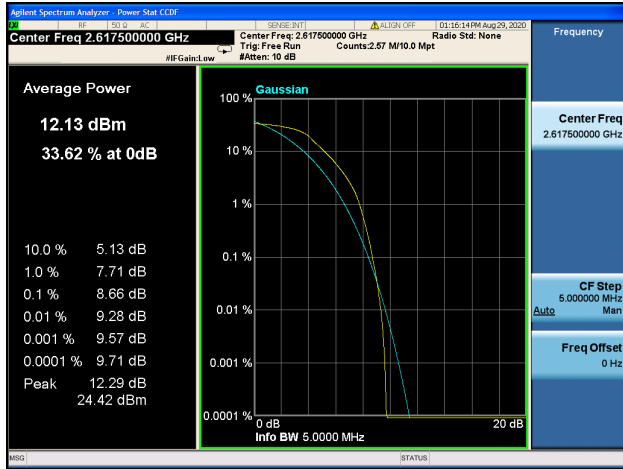 Agilent Spectrum Analyzer - Power Stat CCDF
RF 50 Ω AC SENSE:INT ALIGN OFF 01:16:14 PM Aug 29, 2020
Center Freq 2.617500000 GHz
Center Freq: 2.617500000 GHz Radio Std: None
Trig: Free Run Counts:2.57 M/10.0 Mpt
#IFGain:Low #Atten: 10 dB
Frequency
Average Power
12.13 dBm
33.62 % at 0dB
10.0 % 5.13 dB
1.0 % 7.71 dB
0.1 % 8.66 dB
0.01 % 9.28 dB
0.001 % 9.57 dB
0.0001 % 9.71 dB
Peak 12.29 dB
24.42 dBm
Gaussian
100 %
10 %
1 %
0.1 %
0.01 %
0.001 %
0.0001 %
0 dB 20 dB
Info BW 5.0000 MHz
Center Freq
2.617500000 GHz
CF Step
5.000000 MHz
Auto Man
Freq Offset
0 Hz
MSG STATUS